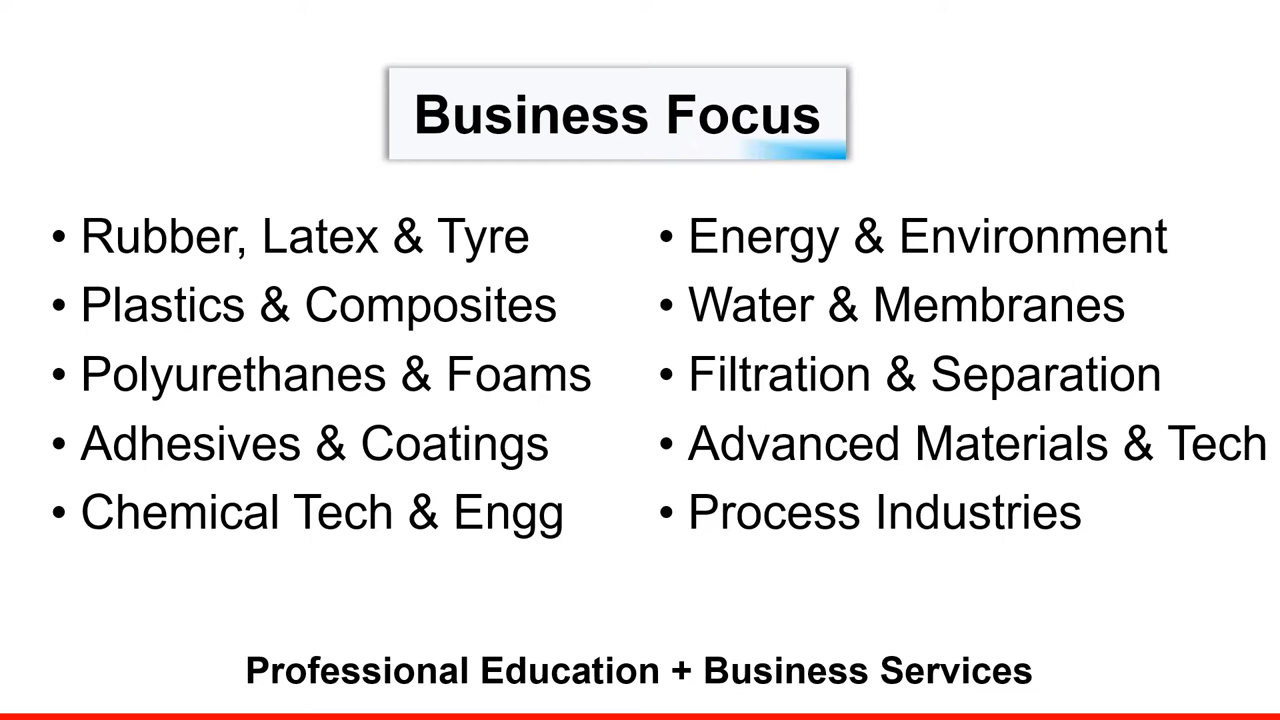 Business Focus
• Rubber, Latex & Tyre
• Plastics & Composites
• Polyurethanes & Foams
• Adhesives & Coatings
• Chemical Tech & Engg
• Energy & Environment
• Water & Membranes
• Filtration & Separation
• Advanced Materials & Tech
• Process Industries
Professional Education + Business Services